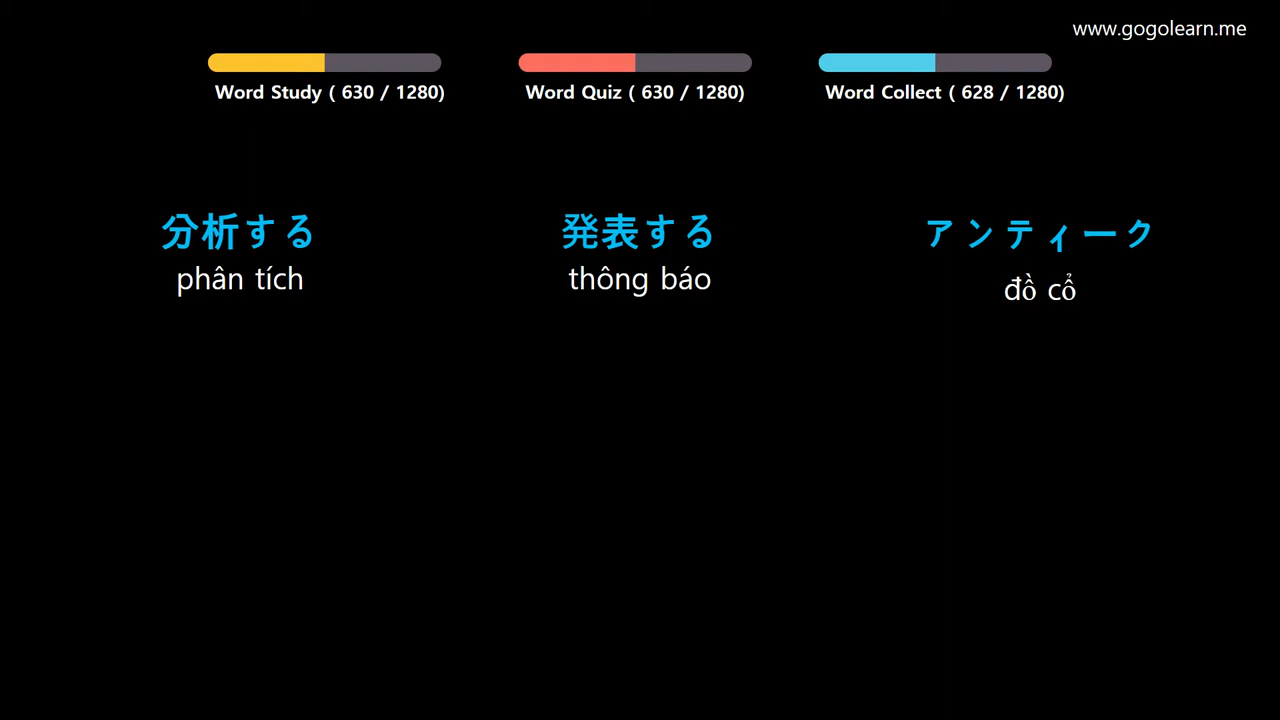 www.gogolearn.me
Word Study ( 630 / 1280)
Word Quiz ( 630 / 1280)
Word Collect ( 628 / 1280)
分析する
phân tích
発表する
thông báo
アンティーク
đồ cổ